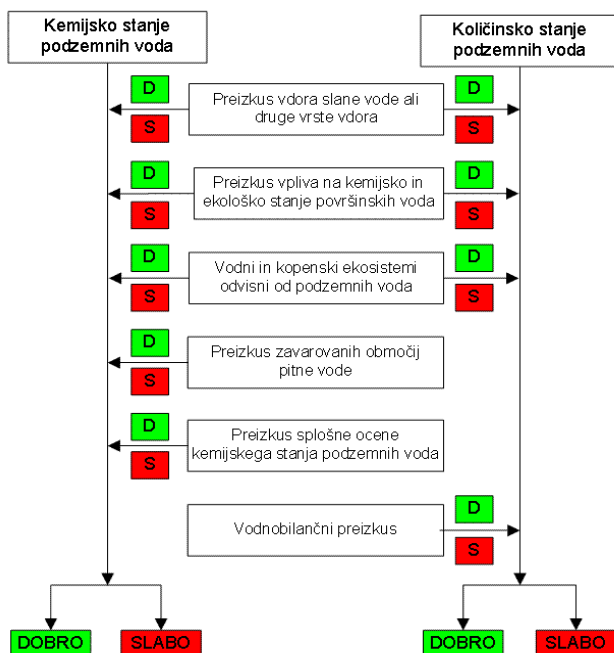 Kemijsko stanje
podzemnih voda
Količinsko stanje
podzemnih voda
D
D
Preizkus vdora slane vode ali
druge vrste vdora
S
S
D
D
Preizkus vpliva na kemijsko in
ekološko stanje površinskih voda
S
S
D
D
Vodni in kopenski ekosistemi
odvisni od podzemnih voda
S
S
D
Preizkus zavarovanih območij
pitne vode
S
D
Preizkus splošne ocene
kemijskega stanja podzemnih voda
S
D
Vodnobilančni preizkus
S
DOBRO
SLABO
DOBRO
SLABO